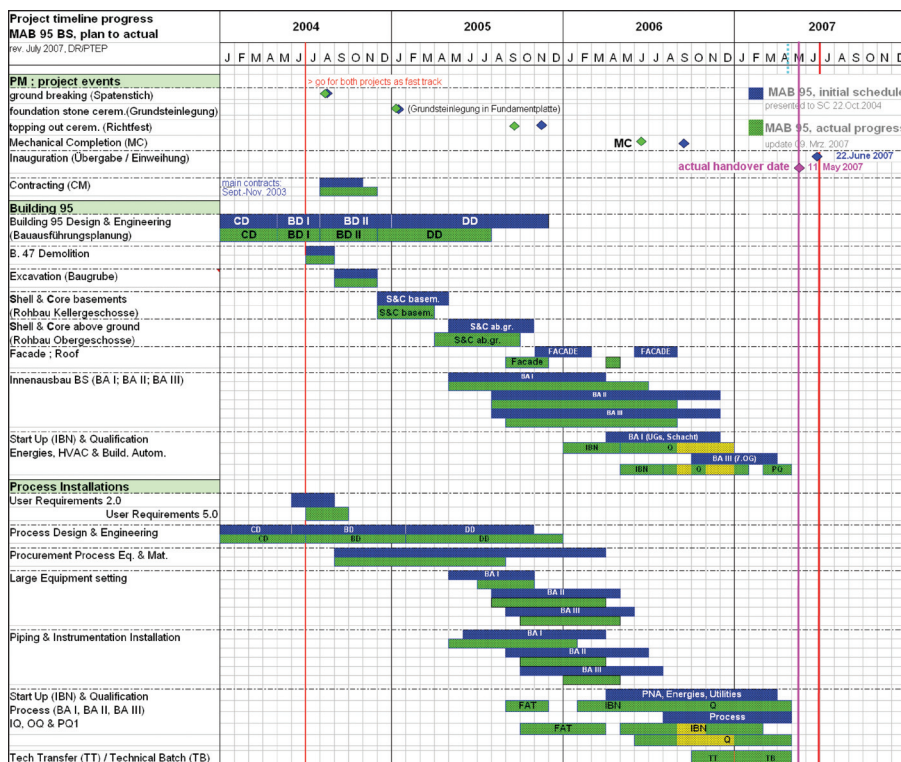 Project timeline progress
MAB 95 BS, plan to actual
rev. July 2007, DR/PTEP
2004 2005 2006 2007
J F M A M J J A S O N D J F M A M J J A S O N D J F M A M J J A S O N D J F M A M J J A S O N D
PM : project events
> go for both projects as fast track
ground breaking (Spatenstich)
MAB 95, initial schedule
foundation stone cerem.(Grundsteinlegung)
(Grundsteinlegung in Fundamentplatte)
presented to SC 22.Oct.2004
topping out cerem. (Richtfest)
MAB 95, actual progress
Mechanical Completion (MC)
MC
update 09. Mrz. 2007
Inauguration (Übergabe / Einweihung)
22.June 2007
actual handover date
11. May 2007
Contracting (CM)
main contracts:
Sept.-Nov. 2003
Building 95
Building 95 Design & Engineering
CD BD I BD II DD
(Bauausführungsplanung)
CD BD I BD II DD
B. 47 Demolition
Excavation (Baugrube)
Shell & Core basements
S&C basem.
(Rohbau Kellergeschosse)
S&C basem.
Shell & Core above ground
S&C ab.gr.
(Rohbau Obergeschosse)
S&C ab.gr.
Facade ; Roof
FACADE FACADE
Facade
Innenausbau BS (BA I; BA II; BA III)
BA I
BA II
BA III
Start Up (IBN) & Qualification
BA I (UGs, Schacht)
Energies, HVAC & Build. Autom.
IBN Q
BA III (7.OG)
IBN Q PQ
Process Installations
User Requirements 2.0
User Requirements 5.0
Process Design & Engineering
CD BD DD
CD BD DD
Procurement Process Eq. & Mat.
Large Equipment setting
BA I
BA II
BA III
Piping & Instrumentation Installation
BA I
BA II
BA III
Start Up (IBN) & Qualification
PNA, Energies, Utilities
Process (BA I, BA II, BA III)
FAT IBN Q
IQ, OQ & PQ1
Process
FAT IBN
Q
Tech Transfer (TT) / Technical Batch (TB)
TT TB